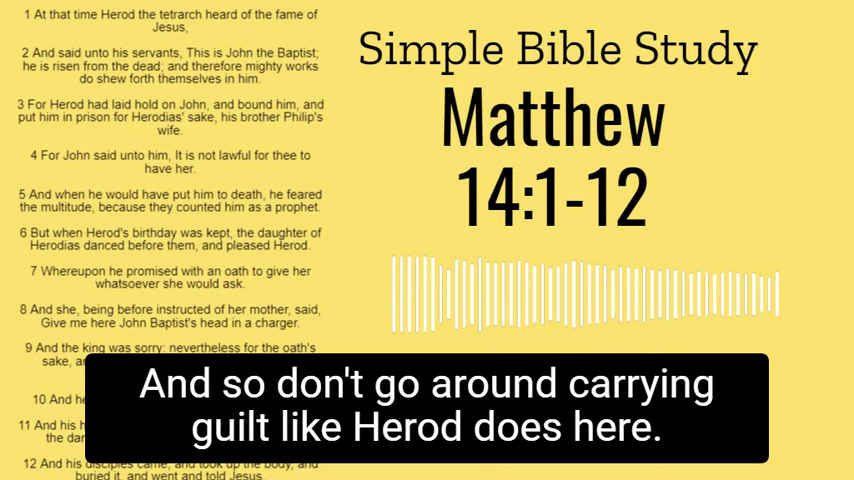 1 At that time Herod the tetrarch heard of the fame of
Jesus,
2 And said unto his servants, This is John the Baptist;
he is risen from the dead; and therefore mighty works
do shew forth themselves in him.
3 For Herod had laid hold on John, and bound him, and
put him in prison for Herodias' sake, his brother Philip's
wife.
4 For John said unto him, It is not lawful for thee to
have her.
5 And when he would have put him to death, he feared
the multitude, because they counted him as a prophet.
6 But when Herod's birthday was kept, the daughter of
Herodias danced before them, and pleased Herod.
7 Whereupon he promised with an oath to give her
whatsoever she would ask.
8 And she, being before instructed of her mother, said,
Give me here John Baptist's head in a charger.
9 And the king was sorry: nevertheless for the oath's
sake,
10 And
11 And his
the
12 And his disciples came, and took up the body, and
buried it, and went and told Jesus.
Simple Bible Study
Matthew
14:1-12
And so don't go around carrying
guilt like Herod does here.